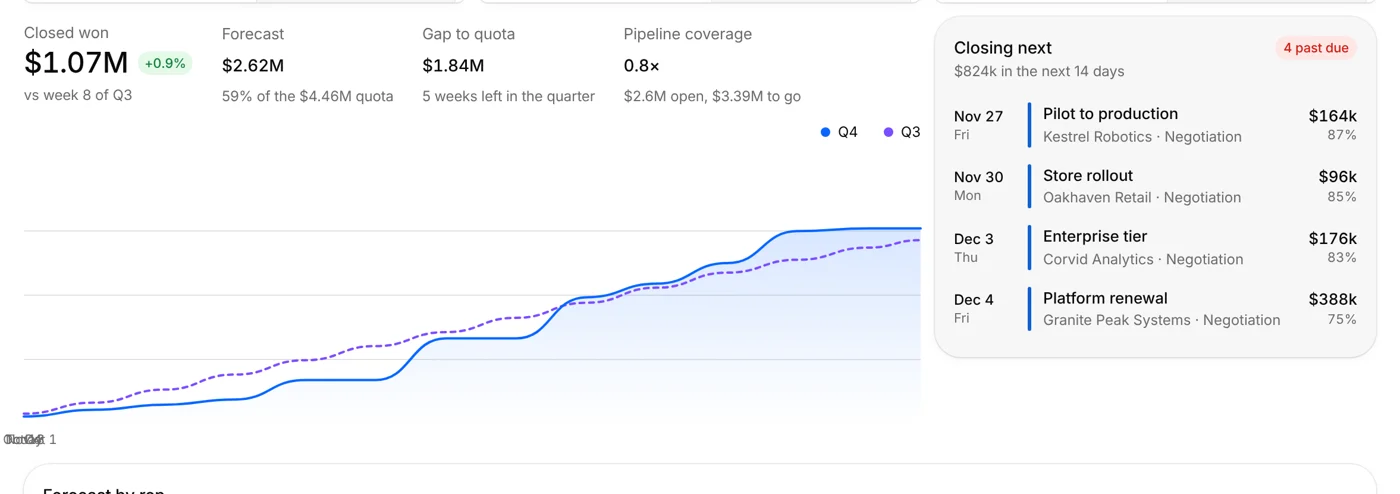 Closed won
$1.07M +0.9%
vs week 8 of Q3
Forecast
$2.62M
59% of the $4.46M quota
Gap to quota
$1.84M
5 weeks left in the quarter
Pipeline coverage
0.8×
$2.6M open, $3.39M to go
Q4 Q3
Closing next 4 past due
$824k in the next 14 days
Nov 27 Pilot to production $164k
Fri Kestrel Robotics · Negotiation 87%
Nov 30 Store rollout $96k
Mon Oakhaven Retail · Negotiation 85%
Dec 3 Enterprise tier $176k
Thu Corvid Analytics · Negotiation 83%
Dec 4 Platform renewal $388k
Fri Granite Peak Systems · Negotiation 75%
Forecast by rep